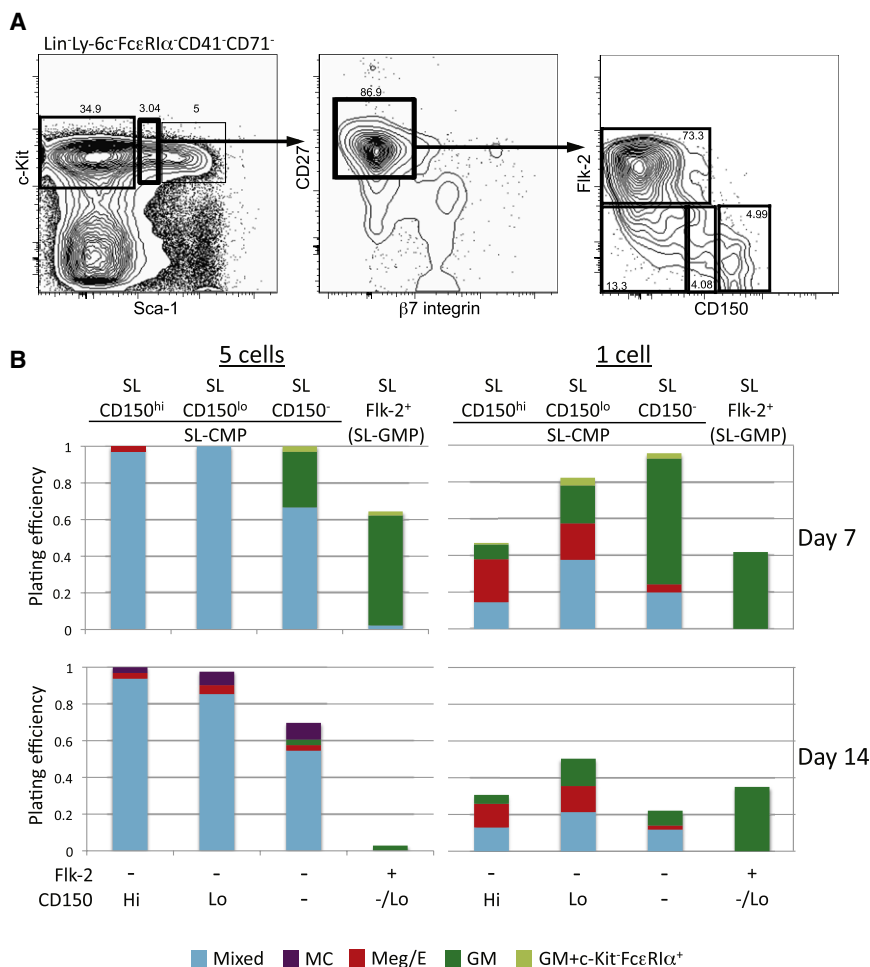 A
Lin⁻Ly-6c⁻FcεRIα⁻CD41⁻CD71⁻
34.9
3.04
5
c-Kit
Sca-1
86.9
CD27
β7 integrin
73.3
4.99
13.3
4.08
Flk-2
CD150
B
5 cells
1 cell
SL CD150ʰⁱ
SL CD150ˡᵒ
SL CD150⁻
SL Flk-2⁺ (SL-GMP)
SL-CMP
SL CD150ʰⁱ
SL CD150ˡᵒ
SL CD150⁻
SL Flk-2⁺ (SL-GMP)
SL-CMP
Plating efficiency
1
0.8
0.6
0.4
0.2
0
Day 7
Plating efficiency
1
0.8
0.6
0.4
0.2
0
Day 14
Flk-2 - - - + - - - +
CD150 Hi Lo - -/Lo Hi Lo - -/Lo
Mixed MC Meg/E GM GM+c-Kit⁻FcεRIα⁺